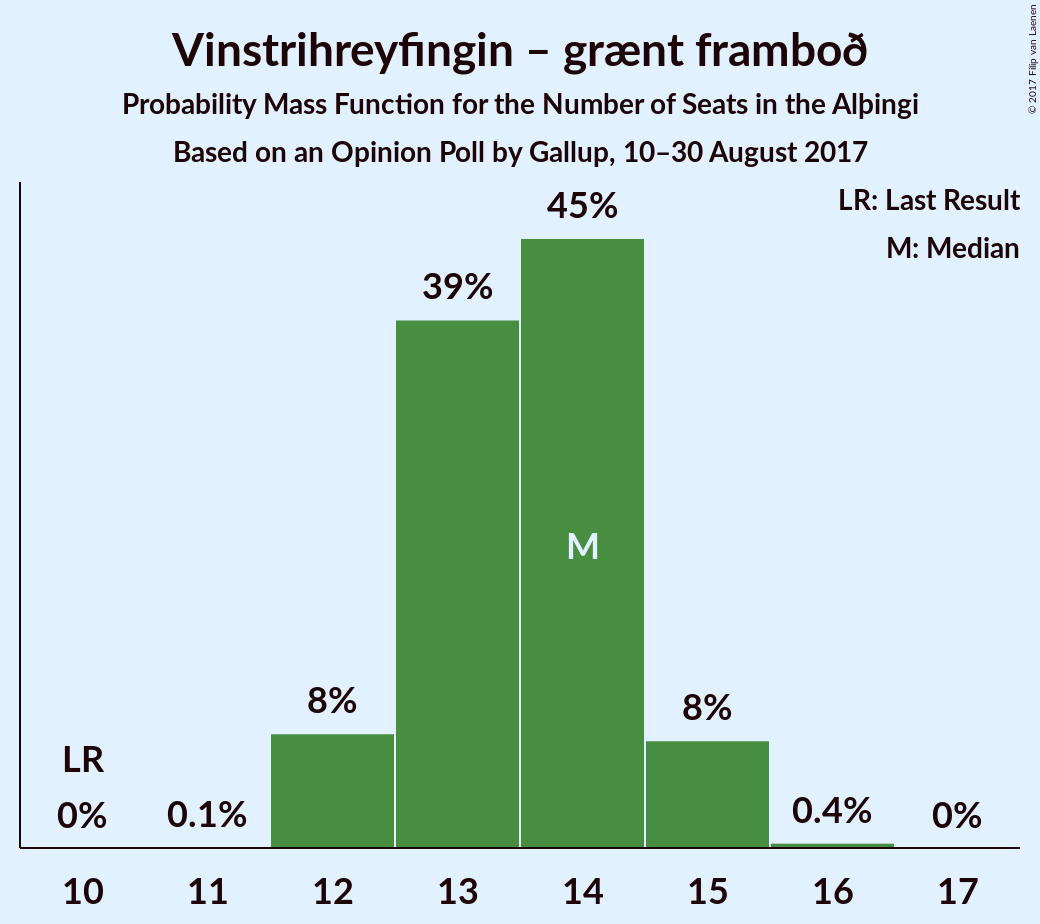 Vinstrihreyfingin – grænt framboð
Probability Mass Function for the Number of Seats in the Alþingi
Based on an Opinion Poll by Gallup, 10–30 August 2017
© 2017 Filip van Laenen
LR: Last Result
M: Median
45%
39%
M
8%
8%
LR
0%
0.1%
0.4%
0%
10 11 12 13 14 15 16 17